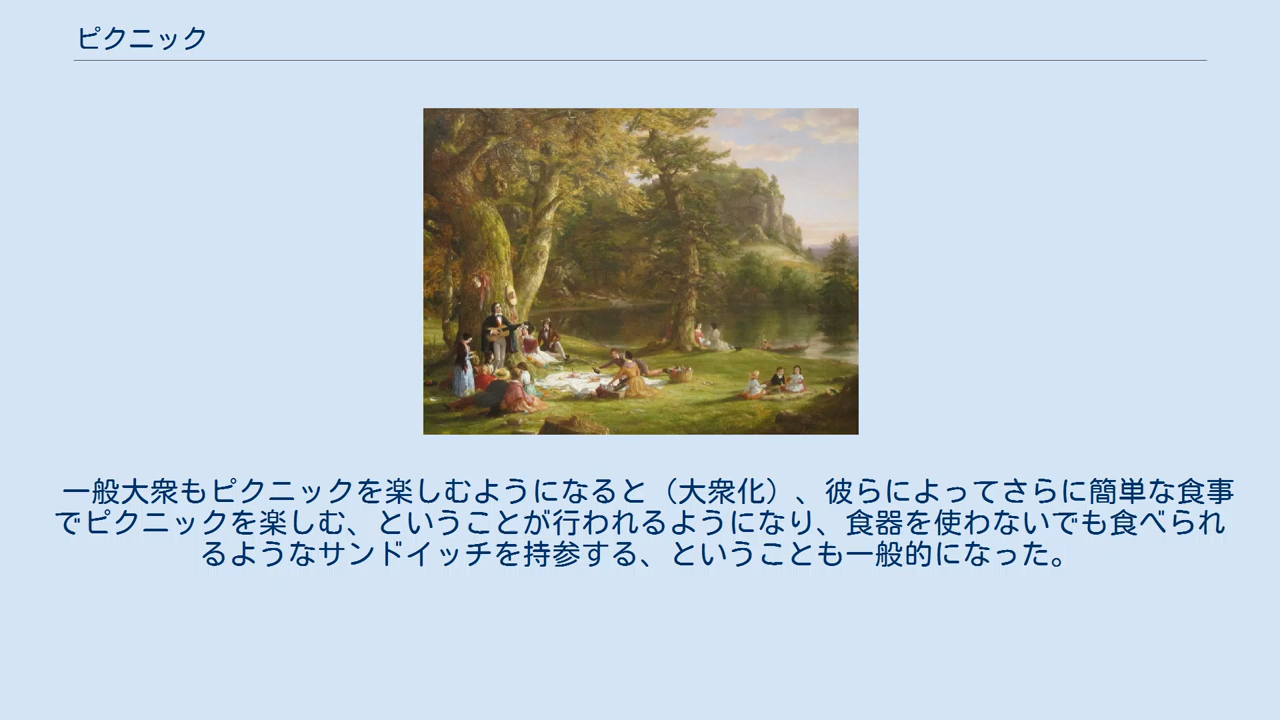 ピクニック
一般大衆もピクニックを楽しむようになると（大衆化）、彼らによってさらに簡単な食事
でピクニックを楽しむ、ということが行われるようになり、食器を使わないでも食べられ
るようなサンドイッチを持参する、ということも一般的になった。